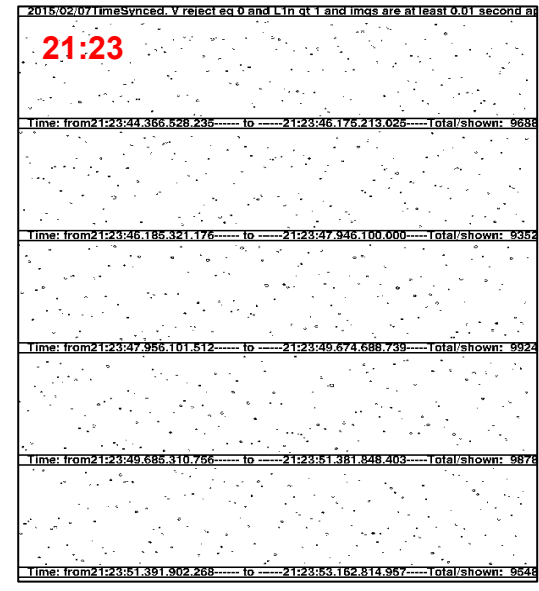 2015/02/07TimeSynced. V reject eq 0 and L1n gt 1 and imgs are at least 0.01 second ap
21:23
Time: from21:23:44.366.528.235------ to ------21:23:46.175.213.025-----Total/shown: 9688
Time: from21:23:46.185.321.176------ to ------21:23:47.946.100.000-----Total/shown: 9352
Time: from21:23:47.956.101.512------ to ------21:23:49.674.688.739-----Total/shown: 9924
Time: from21:23:49.685.310.756------ to ------21:23:51.381.848.403-----Total/shown: 9878
Time: from21:23:51.391.902.268------ to ------21:23:53.162.814.957-----Total/shown: 9548